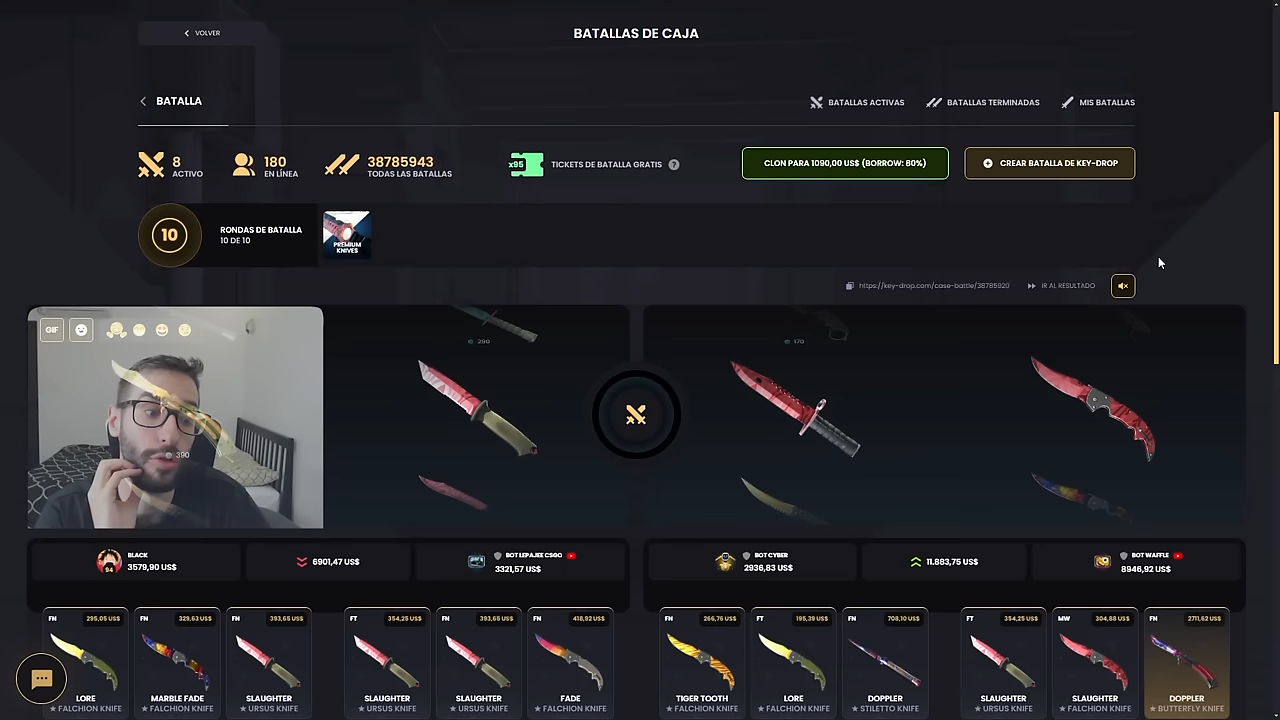 VOLVER
BATALLAS DE CAJA
BATALLA
BATALLAS ACTIVAS
BATALLAS TERMINADAS
MIS BATALLAS
8
ACTIVO
180
EN LÍNEA
38785943
TODAS LAS BATALLAS
x95
TICKETS DE BATALLA GRATIS
?
CLON PARA 1090,00 US$ (BORROW: 80%)
CREAR BATALLA DE KEY-DROP
10
RONDAS DE BATALLA
10 DE 10
PREMIUM
KNIVES
https://key-drop.com/case-battle/38785920
IR AL RESULTADO
GIF
290
170
390
94
BLACK
3579,90 US$
6901,47 US$
BOT LEPAJEE CSGO
3321,57 US$
BOT CYBER
2936,83 US$
11.883,75 US$
BOT WAFFLE
8946,92 US$
FN 295,05 US$
FN 329,63 US$
FN 393,65 US$
FT 354,25 US$
FN 393,65 US$
FN 418,92 US$
FN 266,76 US$
FT 195,39 US$
FN 708,10 US$
FT 354,25 US$
MW 304,88 US$
FN 2711,62 US$
LORE
★ FALCHION KNIFE
MARBLE FADE
★ FALCHION KNIFE
SLAUGHTER
★ URSUS KNIFE
SLAUGHTER
★ URSUS KNIFE
SLAUGHTER
★ URSUS KNIFE
FADE
★ FALCHION KNIFE
TIGER TOOTH
★ FALCHION KNIFE
LORE
★ FALCHION KNIFE
DOPPLER
★ STILETTO KNIFE
SLAUGHTER
★ URSUS KNIFE
SLAUGHTER
★ FALCHION KNIFE
DOPPLER
★ BUTTERFLY KNIFE